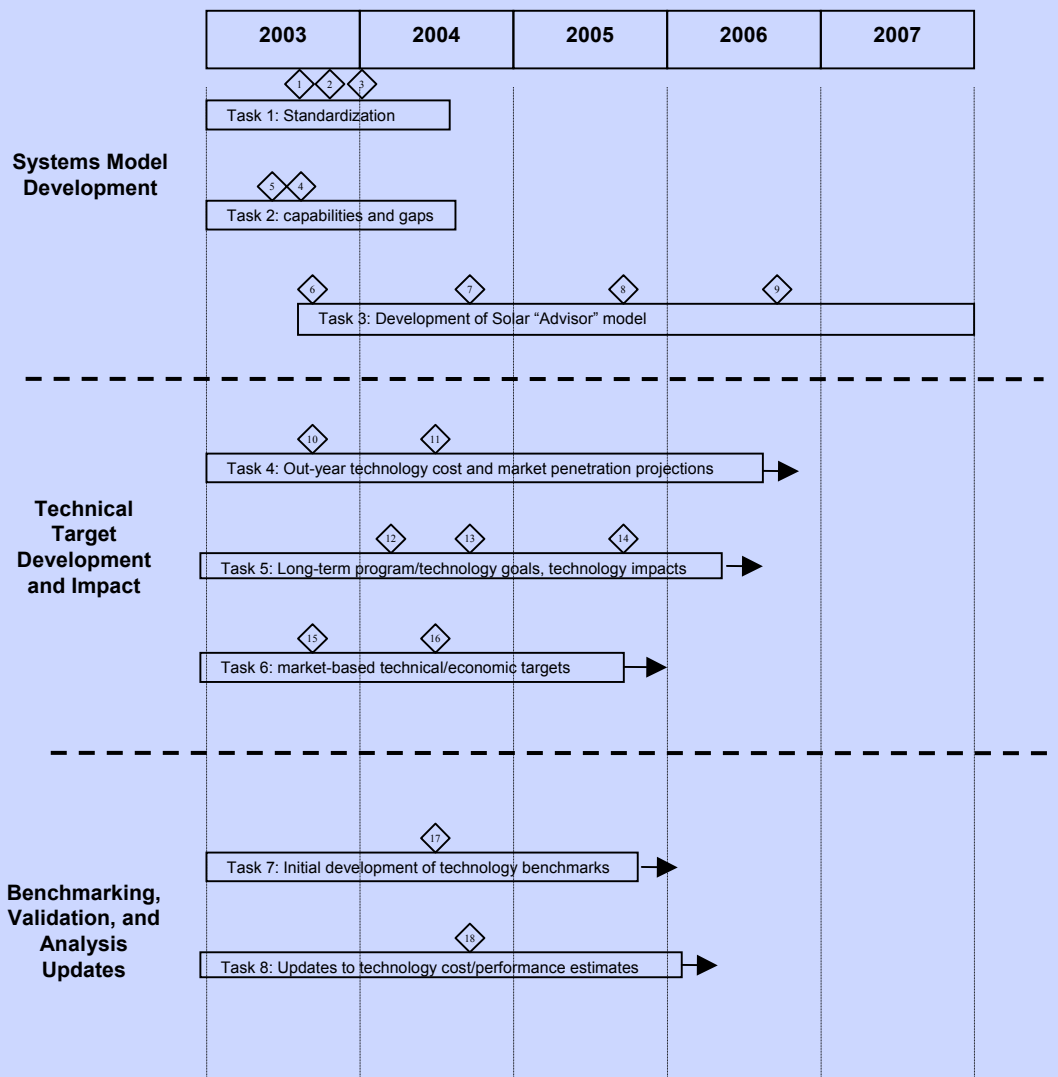 2003 2004 2005 2006 2007
1 2 3
Task 1: Standardization
Systems Model
Development
5 4
Task 2: capabilities and gaps
6 7 8 9
Task 3: Development of Solar “Advisor” model
10 11
Task 4: Out-year technology cost and market penetration projections
Technical
Target
Development
and Impact
12 13 14
Task 5: Long-term program/technology goals, technology impacts
15 16
Task 6: market-based technical/economic targets
17
Task 7: Initial development of technology benchmarks
Benchmarking,
Validation, and
Analysis
Updates
18
Task 8: Updates to technology cost/performance estimates